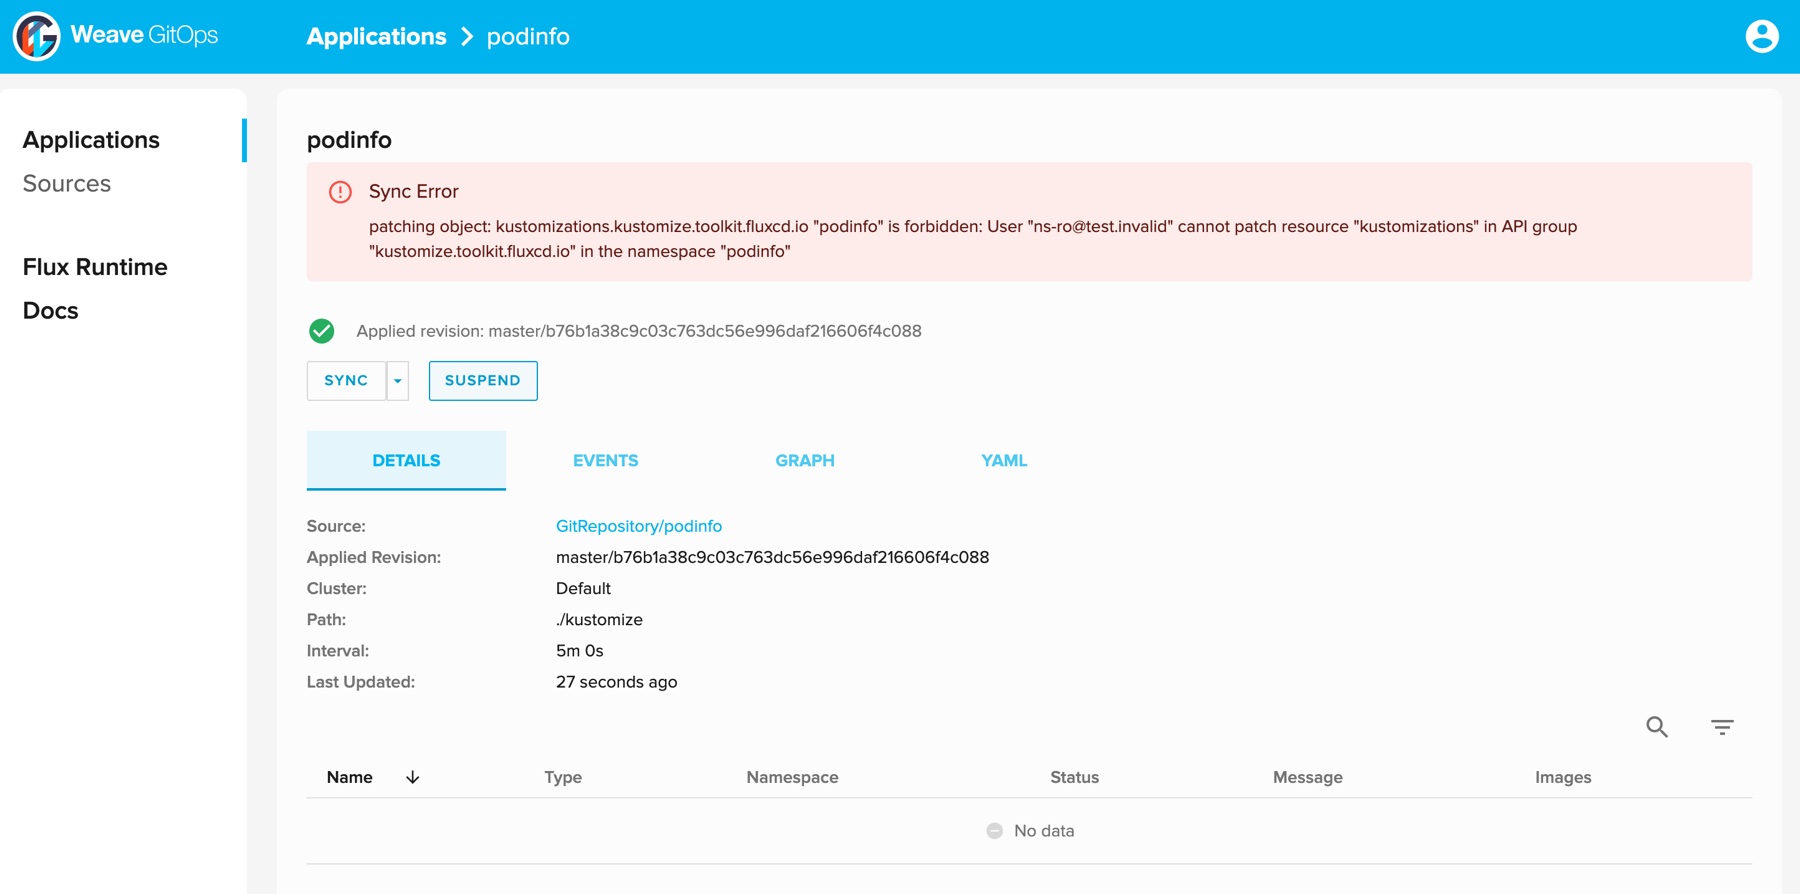 Weave GitOps
Applications > podinfo
Applications
Sources
Flux Runtime
Docs
podinfo
Sync Error
patching object: kustomizations.kustomize.toolkit.fluxcd.io "podinfo" is forbidden: User "ns-ro@test.invalid" cannot patch resource "kustomizations" in API group
"kustomize.toolkit.fluxcd.io" in the namespace "podinfo"
Applied revision: master/b76b1a38c9c03c763dc56e996daf216606f4c088
SYNC SUSPEND
DETAILS EVENTS GRAPH YAML
Source: GitRepository/podinfo
Applied Revision: master/b76b1a38c9c03c763dc56e996daf216606f4c088
Cluster: Default
Path: ./kustomize
Interval: 5m 0s
Last Updated: 27 seconds ago
Name Type Namespace Status Message Images
No data